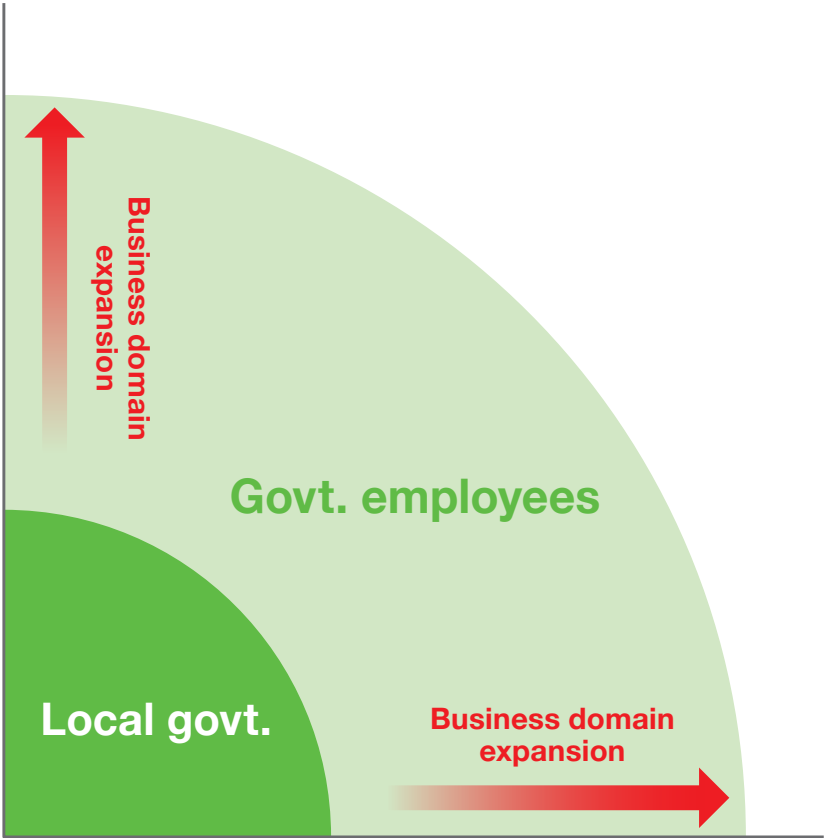 Business domain
expansion
Govt. employees
Local govt.
Business domain
expansion